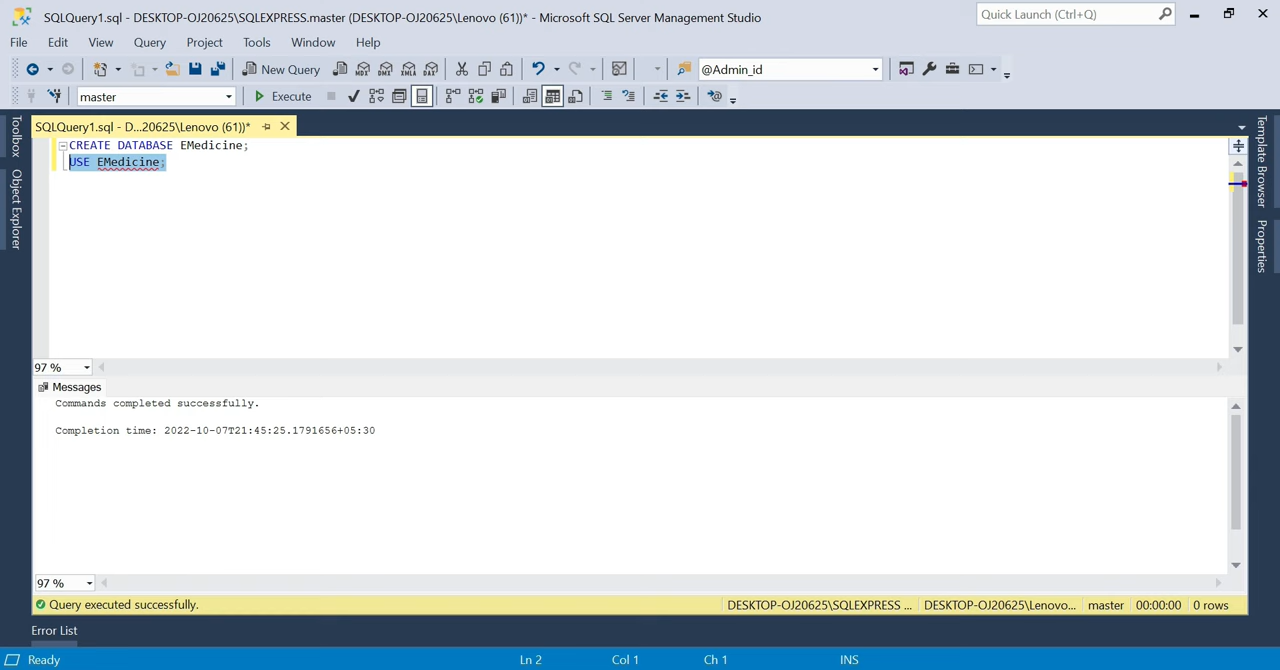 SQLQuery1.sql - DESKTOP-OJ20625\SQLEXPRESS.master (DESKTOP-OJ20625\Lenovo (61))* - Microsoft SQL Server Management Studio
Quick Launch (Ctrl+Q)
File Edit View Query Project Tools Window Help
New Query MDX DMX XMLA DAX @Admin_id
master Execute
Toolbox
Object Explorer
SQLQuery1.sql - D...20625\Lenovo (61))*
CREATE DATABASE EMedicine;
USE EMedicine;
Template Browser
Properties
97 %
Messages
Commands completed successfully.
Completion time: 2022-10-07T21:45:25.1791656+05:30
97 %
Query executed successfully. DESKTOP-OJ20625\SQLEXPRESS ... DESKTOP-OJ20625\Lenovo... master 00:00:00 0 rows
Error List
Ready Ln 2 Col 1 Ch 1 INS